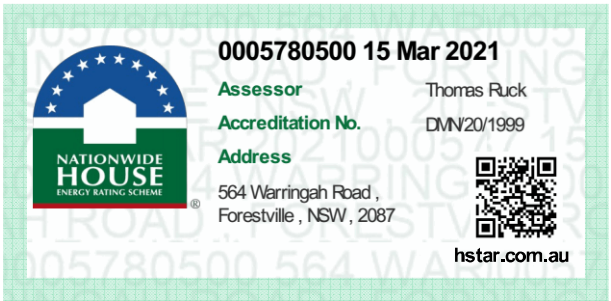 0005780500 15 Mar 2021
Assessor Thomas Ruck
Accreditation No. DMN/20/1999
Address
564 Warringah Road ,
Forestville , NSW , 2087
NATIONWIDE
HOUSE
ENERGY RATING SCHEME
®
hstar.com.au